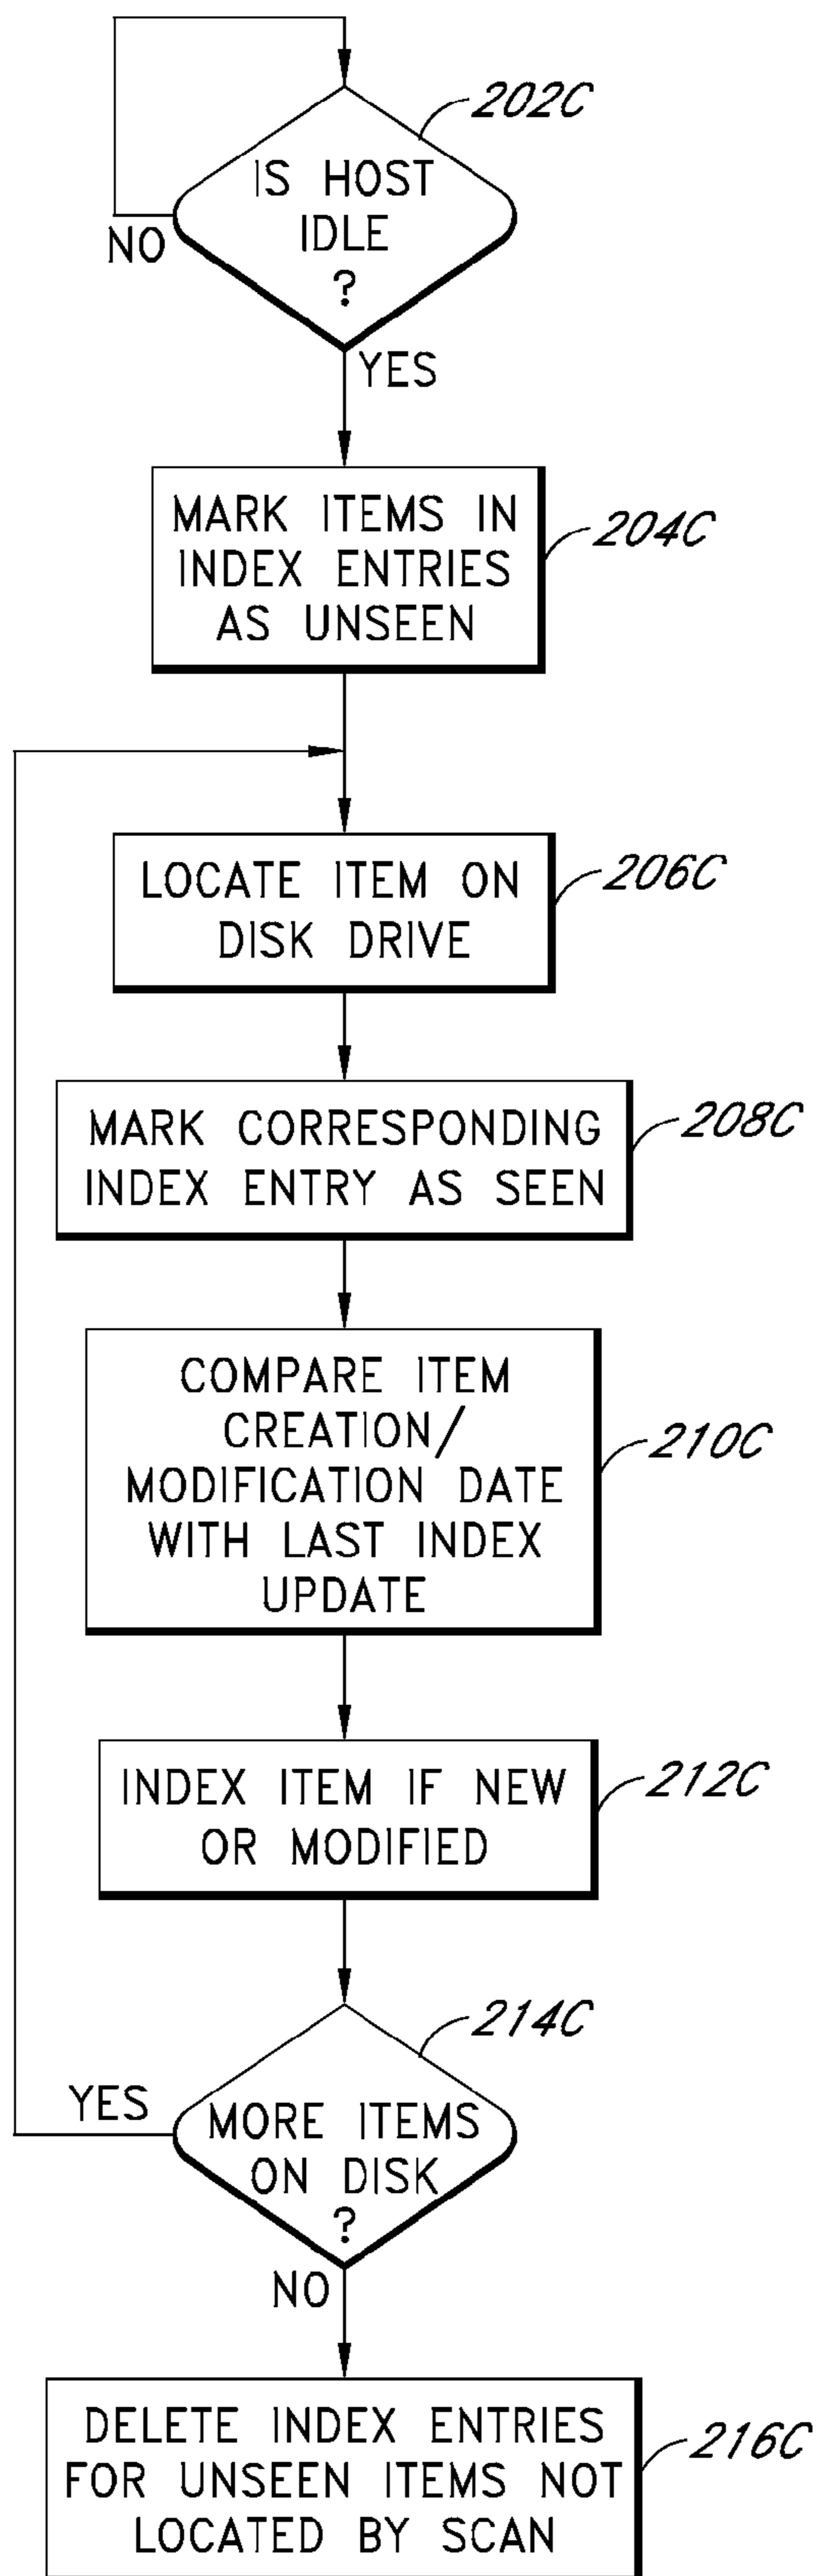 202C
IS HOST
IDLE
?
NO
YES
MARK ITEMS IN
INDEX ENTRIES
AS UNSEEN
204C
LOCATE ITEM ON
DISK DRIVE
206C
MARK CORRESPONDING
INDEX ENTRY AS SEEN
208C
COMPARE ITEM
CREATION/
MODIFICATION DATE
WITH LAST INDEX
UPDATE
210C
INDEX ITEM IF NEW
OR MODIFIED
212C
214C
YES
MORE ITEMS
ON DISK
?
NO
DELETE INDEX ENTRIES
FOR UNSEEN ITEMS NOT
LOCATED BY SCAN
216C